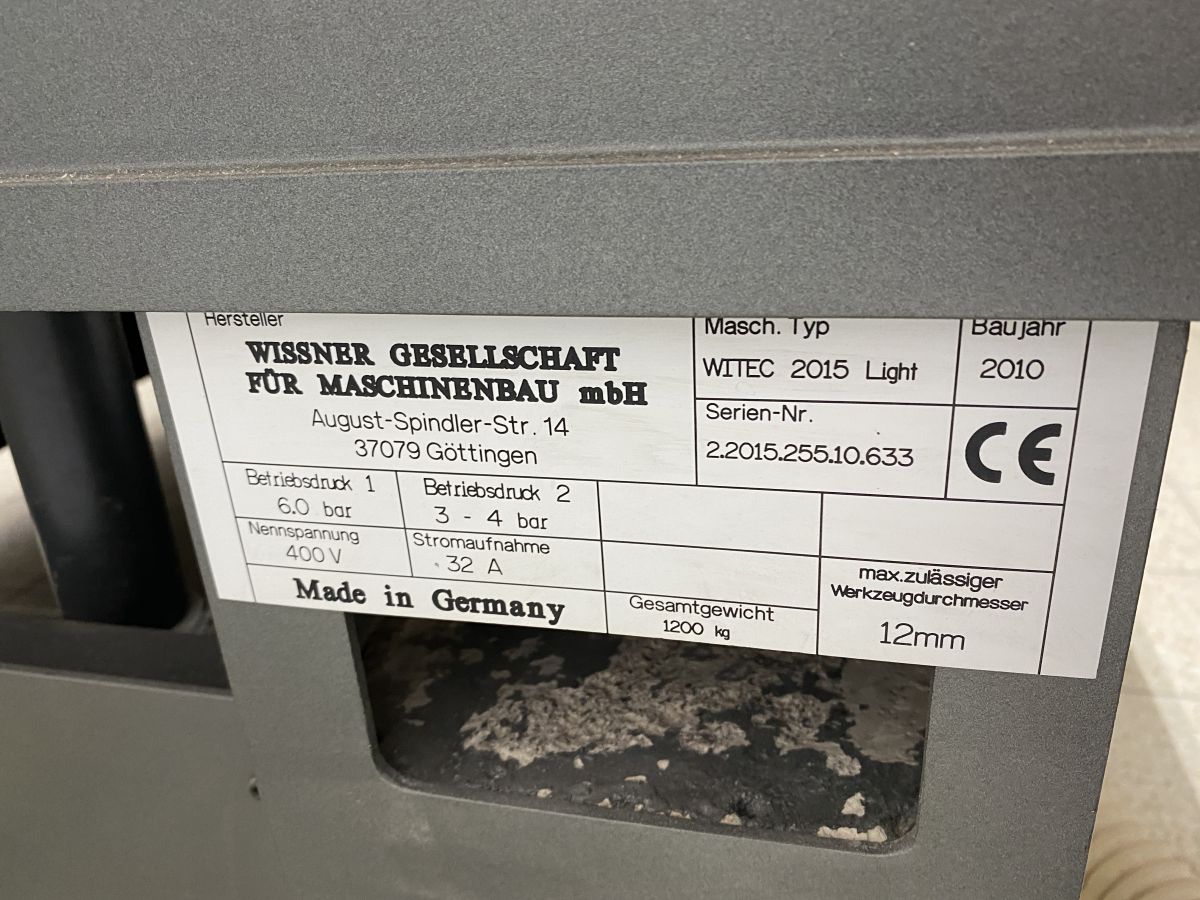 Hersteller
WISSNER GESELLSCHAFT
FÜR MASCHINENBAU mbH
August-Spindler-Str. 14
37079 Göttingen
Masch. Typ
WITEC 2015 Light
Baujahr
2010
Serien-Nr.
2.2015.255.10.633
CE
Betriebsdruck 1
6.0 bar
Betriebsdruck 2
3 - 4 bar
Nennspannung
400 V
Stromaufnahme
32 A
Made in Germany
Gesamtgewicht
1200 kg
max.zulässiger
Werkzeugdurchmesser
12mm